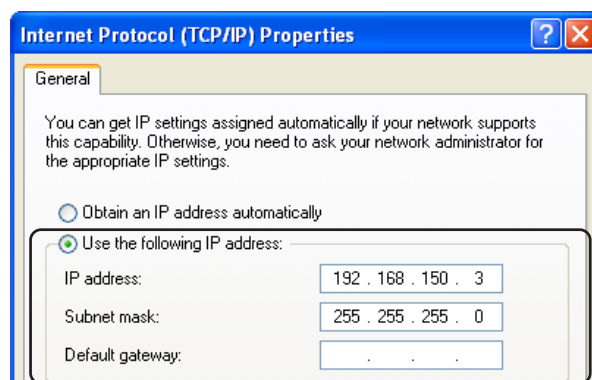 Internet Protocol (TCP/IP) Properties
General
You can get IP settings assigned automatically if your network supports
this capability. Otherwise, you need to ask your network administrator for
the appropriate IP settings.
Obtain an IP address automatically
Use the following IP address:
IP address: 192 . 168 . 150 . 3
Subnet mask: 255 . 255 . 255 . 0
Default gateway: . . .